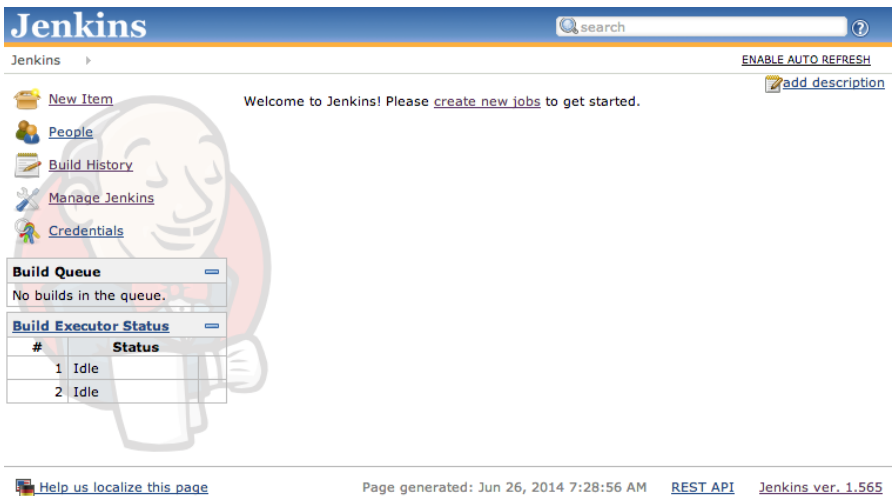 Jenkins
search
Jenkins
ENABLE AUTO REFRESH
add description
New Item
People
Build History
Manage Jenkins
Credentials
Welcome to Jenkins! Please create new jobs to get started.
Build Queue
No builds in the queue.
Build Executor Status
# Status
1 Idle
2 Idle
Help us localize this page
Page generated: Jun 26, 2014 7:28:56 AM REST API Jenkins ver. 1.565